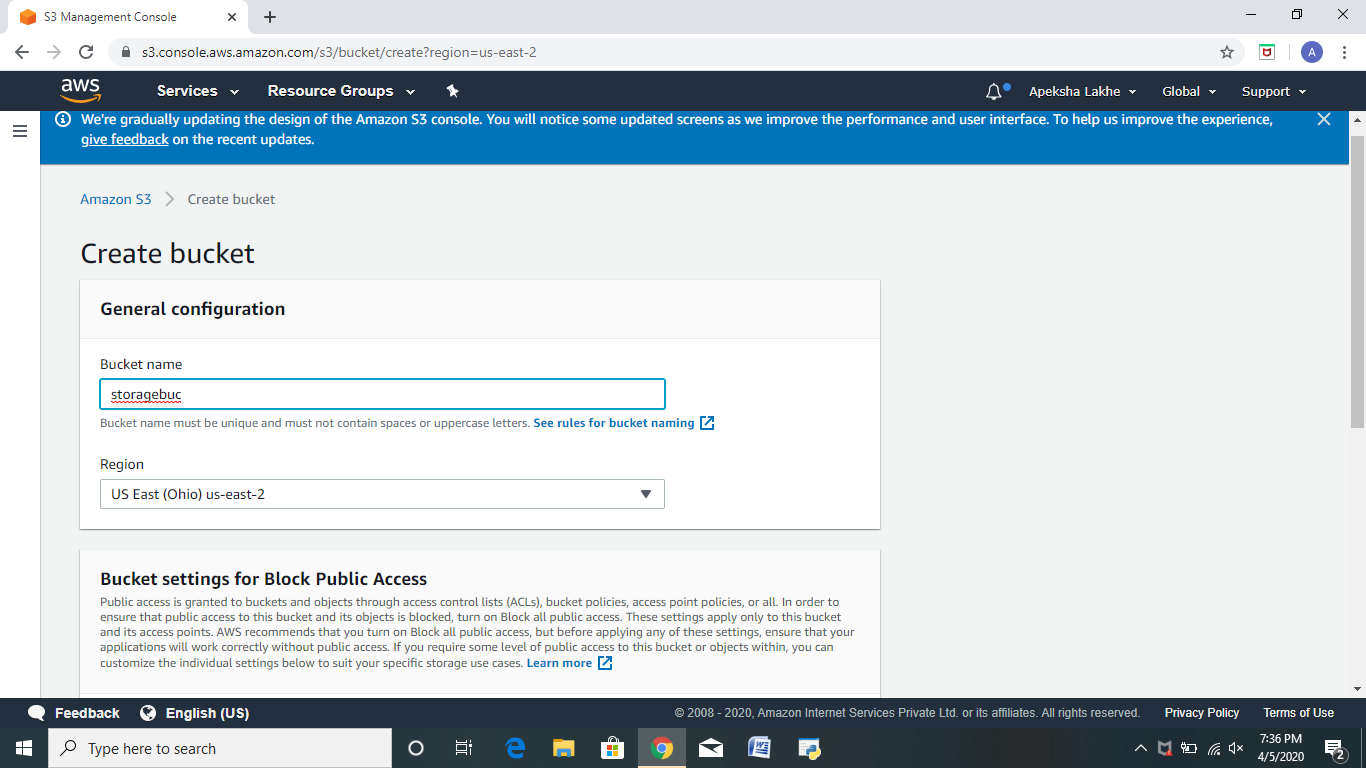 S3 Management Console
s3.console.aws.amazon.com/s3/bucket/create?region=us-east-2
A
aws
Services
Resource Groups
Apeksha Lakhe
Global
Support
We're gradually updating the design of the Amazon S3 console. You will notice some updated screens as we improve the performance and user interface. To help us improve the experience,
give feedback on the recent updates.
Amazon S3
Create bucket
Create bucket
General configuration
Bucket name
storagebuc
Bucket name must be unique and must not contain spaces or uppercase letters. See rules for bucket naming
Region
US East (Ohio) us-east-2
Bucket settings for Block Public Access
Public access is granted to buckets and objects through access control lists (ACLs), bucket policies, access point policies, or all. In order to
ensure that public access to this bucket and its objects is blocked, turn on Block all public access. These settings apply only to this bucket
and its access points. AWS recommends that you turn on Block all public access, but before applying any of these settings, ensure that your
applications will work correctly without public access. If you require some level of public access to this bucket or objects within, you can
customize the individual settings below to suit your specific storage use cases. Learn more
Feedback
English (US)
© 2008 - 2020, Amazon Internet Services Private Ltd. or its affiliates. All rights reserved.
Privacy Policy
Terms of Use
Type here to search
7:36 PM
4/5/2020
2